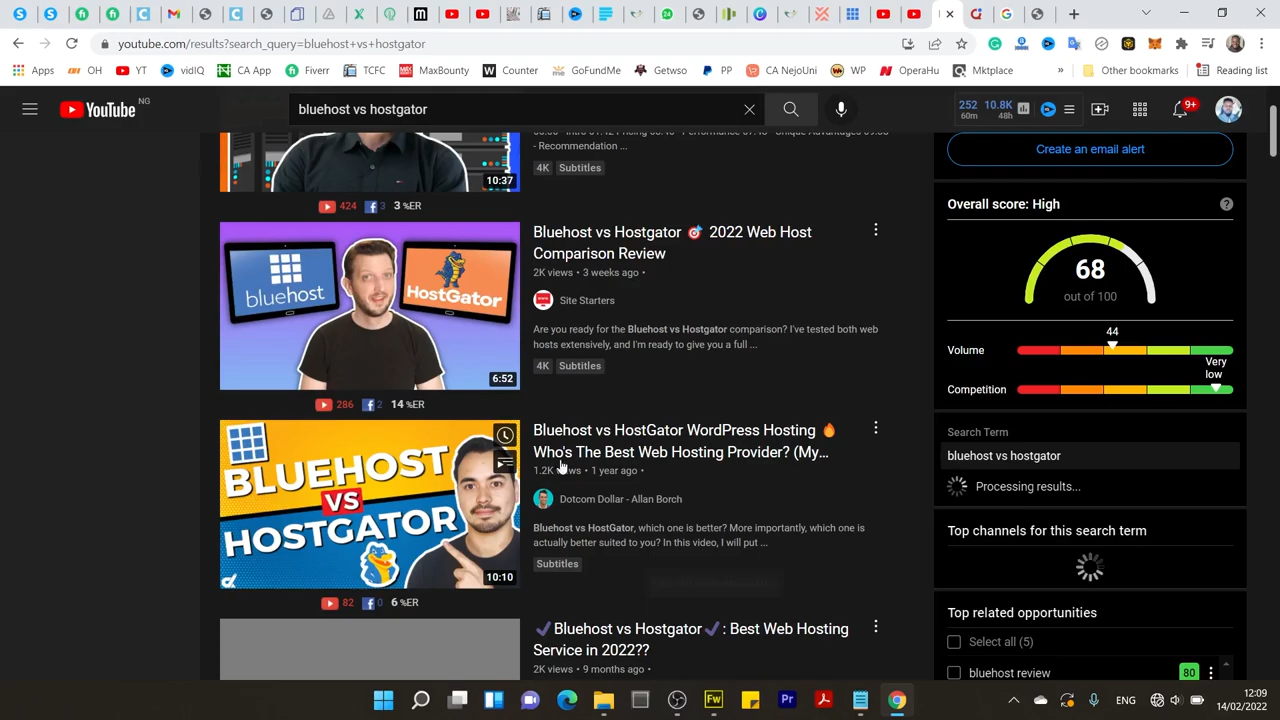 youtube.com/results?search_query=bluehost+vs+hostgator
Apps
OH
YT
vidIQ
CA App
Fiverr
TCFC
MaxBounty
Counter
GoFundMe
Getwso
PP
CA NejoUni
WP
OperaHu
Mktplace
»
Other bookmarks
Reading list
YouTube NG
bluehost vs hostgator
252 10.8K
60m 48h
9+
- Recommendation ...
4K Subtitles
10:37
424 3 3 %ER
bluehost
HostGator
6:52
Bluehost vs Hostgator 🎯 2022 Web Host
Comparison Review
2K views • 3 weeks ago •
Site Starters
Are you ready for the Bluehost vs Hostgator comparison? I've tested both web
hosts extensively, and I'm ready to give you a full ...
4K Subtitles
286 2 14 %ER
BLUEHOST
VS
HOSTGATOR
10:10
Bluehost vs HostGator WordPress Hosting 🔥
Who's The Best Web Hosting Provider? (My...
1.2K views • 1 year ago •
Dotcom Dollar - Allan Borch
Bluehost vs HostGator, which one is better? More importantly, which one is
actually better suited to you? In this video, I will put ...
Subtitles
82 0 6 %ER
✔Bluehost vs Hostgator✔: Best Web Hosting
Service in 2022??
2K views • 9 months ago •
Create an email alert
Overall score: High
68
out of 100
44
Volume
Very
low
Competition
Search Term
bluehost vs hostgator
Processing results...
Top channels for this search term
Top related opportunities
Select all (5)
bluehost review 80
ENG
12:09
14/02/2022